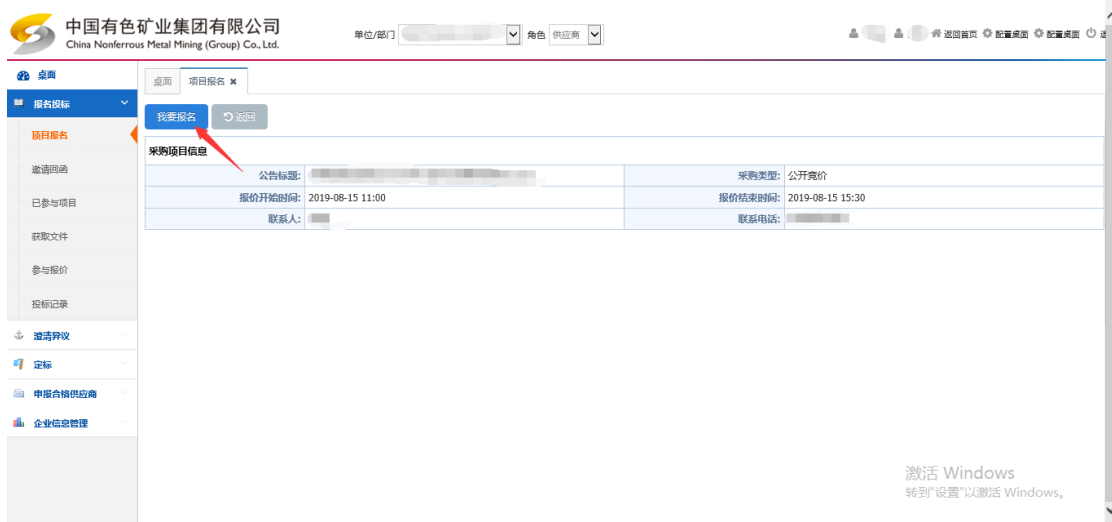 中国有色矿业集团有限公司
China Nonferrous Metal Mining (Group) Co., Ltd.
单位/部门 角色 供应商
返回首页 配置桌面 配置桌面
桌面
报名投标
项目报名
邀请回函
已参与项目
获取文件
参与报价
投标记录
澄清异议
定标
申报合格供应商
企业信息管理
桌面 项目报名 ×
我要报名 返回
采购项目信息
公告标题: 采购类型: 公开竞价
报价开始时间: 2019-08-15 11:00 报价结束时间: 2019-08-15 15:30
联系人: 联系电话:
激活 Windows
转到"设置"以激活 Windows。